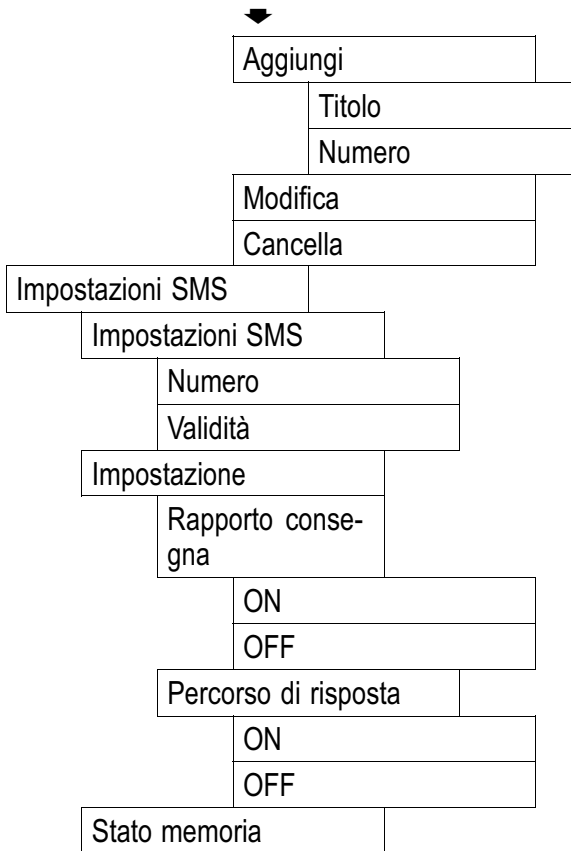 Aggiungi
Titolo
Numero
Modifica
Cancella
Impostazioni SMS
Impostazioni SMS
Numero
Validità
Impostazione
Rapporto conse-
gna
ON
OFF
Percorso di risposta
ON
OFF
Stato memoria